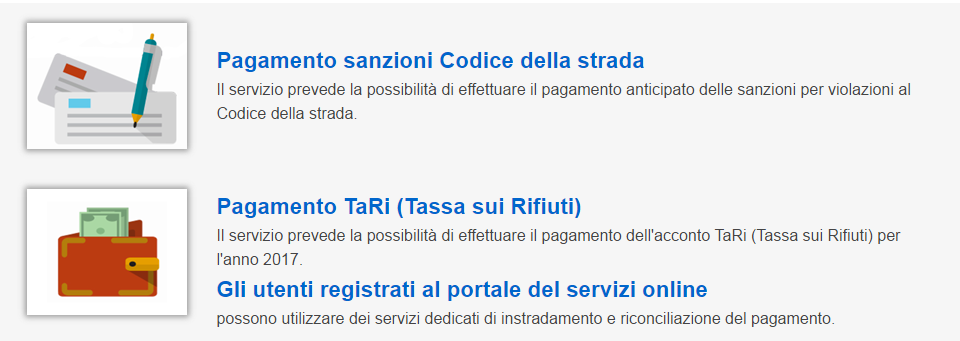 Pagamento sanzioni Codice della strada
Il servizio prevede la possibilità di effettuare il pagamento anticipato delle sanzioni per violazioni al
Codice della strada.
Pagamento TaRi (Tassa sui Rifiuti)
Il servizio prevede la possibilità di effettuare il pagamento dell'acconto TaRi (Tassa sui Rifiuti) per
l'anno 2017.
Gli utenti registrati al portale del servizi online
possono utilizzare dei servizi dedicati di instradamento e riconciliazione del pagamento.